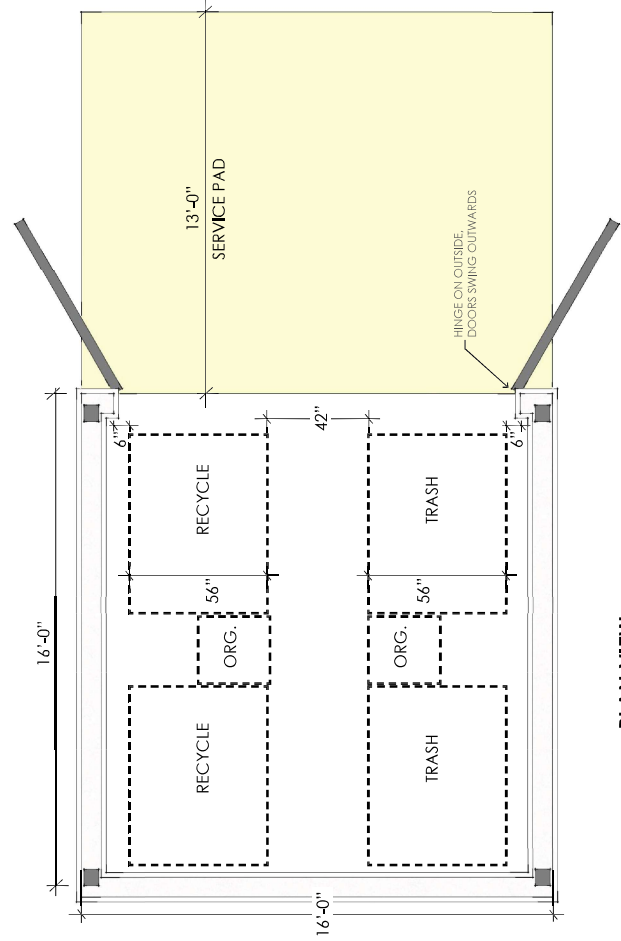 13'-0"
SERVICE PAD
HINGE ON OUTSIDE,
DOORS SWING OUTWARDS
6"
42"
6"
RECYCLE
TRASH
56"
56"
16'-0"
ORG.
ORG.
RECYCLE
TRASH
16'-0"